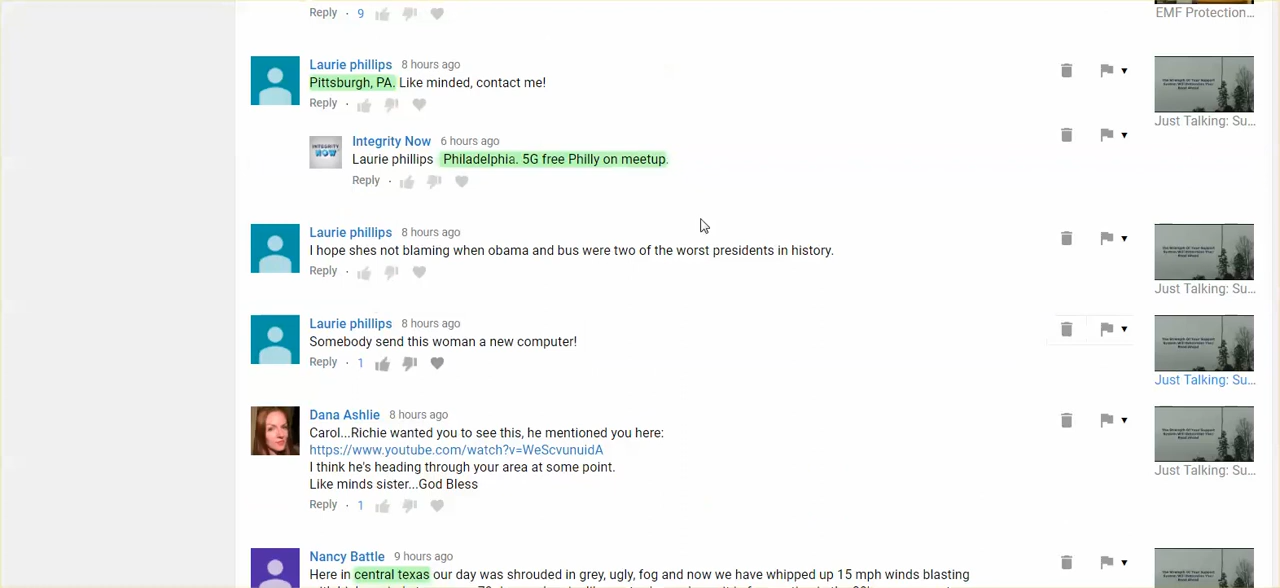 Reply · 9
EMF Protection...
Laurie phillips 8 hours ago
Pittsburgh, PA. Like minded, contact me!
Reply ·
Just Talking: Su...
INTEGRITY NOW
Integrity Now 6 hours ago
Laurie phillips Philadelphia. 5G free Philly on meetup.
Reply ·
Laurie phillips 8 hours ago
I hope shes not blaming when obama and bus were two of the worst presidents in history.
Reply ·
Just Talking: Su...
Laurie phillips 8 hours ago
Somebody send this woman a new computer!
Reply · 1
Just Talking: Su...
Dana Ashlie 8 hours ago
Carol...Richie wanted you to see this, he mentioned you here:
https://www.youtube.com/watch?v=WeScvunuidA
I think he's heading through your area at some point.
Like minds sister...God Bless
Reply · 1
Just Talking: Su...
Nancy Battle 9 hours ago
Here in central texas our day was shrouded in grey, ugly, fog and now we have whipped up 15 mph winds blasting